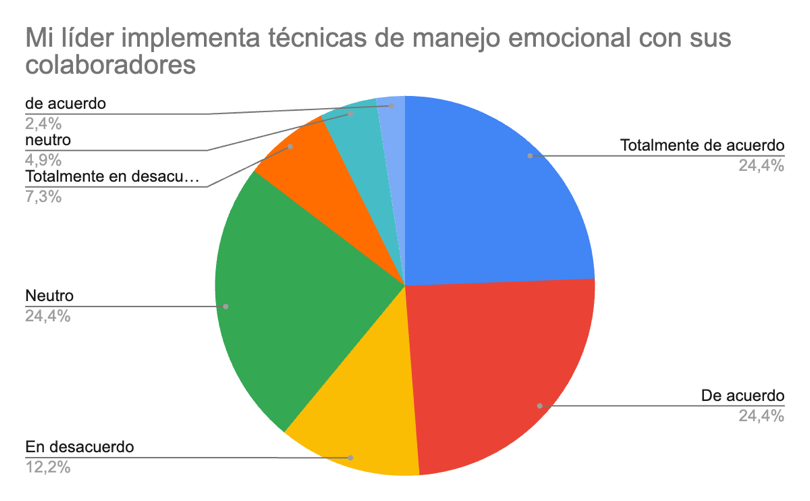 Mi líder implementa técnicas de manejo emocional con sus
colaboradores
de acuerdo
2,4%
neutro
4,9%
Totalmente en desacu…
7,3%
Neutro
24,4%
En desacuerdo
12,2%
Totalmente de acuerdo
24,4%
De acuerdo
24,4%